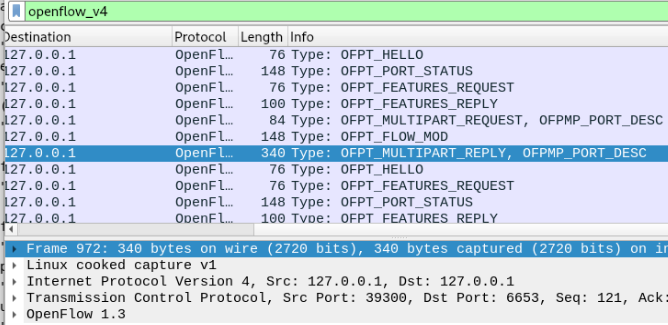 openflow_v4
Destination Protocol Length Info
127.0.0.1 OpenFl… 76 Type: OFPT_HELLO
127.0.0.1 OpenFl… 148 Type: OFPT_PORT_STATUS
127.0.0.1 OpenFl… 76 Type: OFPT_FEATURES_REQUEST
127.0.0.1 OpenFl… 100 Type: OFPT_FEATURES_REPLY
127.0.0.1 OpenFl… 84 Type: OFPT_MULTIPART_REQUEST, OFPMP_PORT_DESC
127.0.0.1 OpenFl… 148 Type: OFPT_FLOW_MOD
127.0.0.1 OpenFl… 340 Type: OFPT_MULTIPART_REPLY, OFPMP_PORT_DESC
127.0.0.1 OpenFl… 76 Type: OFPT_HELLO
127.0.0.1 OpenFl… 76 Type: OFPT_FEATURES_REQUEST
127.0.0.1 OpenFl… 148 Type: OFPT_PORT_STATUS
127.0.0.1 OpenFl… 100 Type: OFPT_FEATURES_REPLY
Frame 972: 340 bytes on wire (2720 bits), 340 bytes captured (2720 bits) on
Linux cooked capture v1
Internet Protocol Version 4, Src: 127.0.0.1, Dst: 127.0.0.1
Transmission Control Protocol, Src Port: 39300, Dst Port: 6653, Seq: 121, Ack:
OpenFlow 1.3